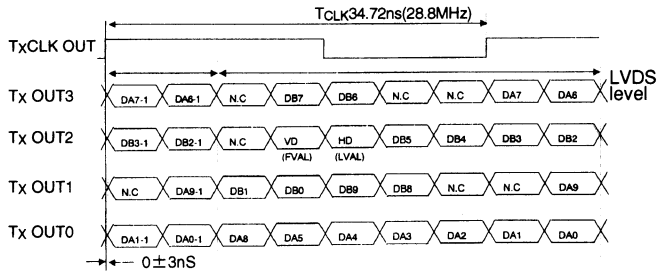 TCLK34.72ns(28.8MHz)
TxCLK OUT
LVDS level
Tx OUT3 DA7-1 DA6-1 N.C DB7 DB6 N.C N.C DA7 DA6
Tx OUT2 DB3-1 DB2-1 N.C VD HD DB5 DB4 DB3 DB2
(FVAL) (LVAL)
Tx OUT1 N.C DA9-1 DB1 DB0 DB9 DB8 N.C N.C DA9
Tx OUT0 DA1-1 DA0-1 DA8 DA5 DA4 DA3 DA2 DA1 DA0
0±3nS